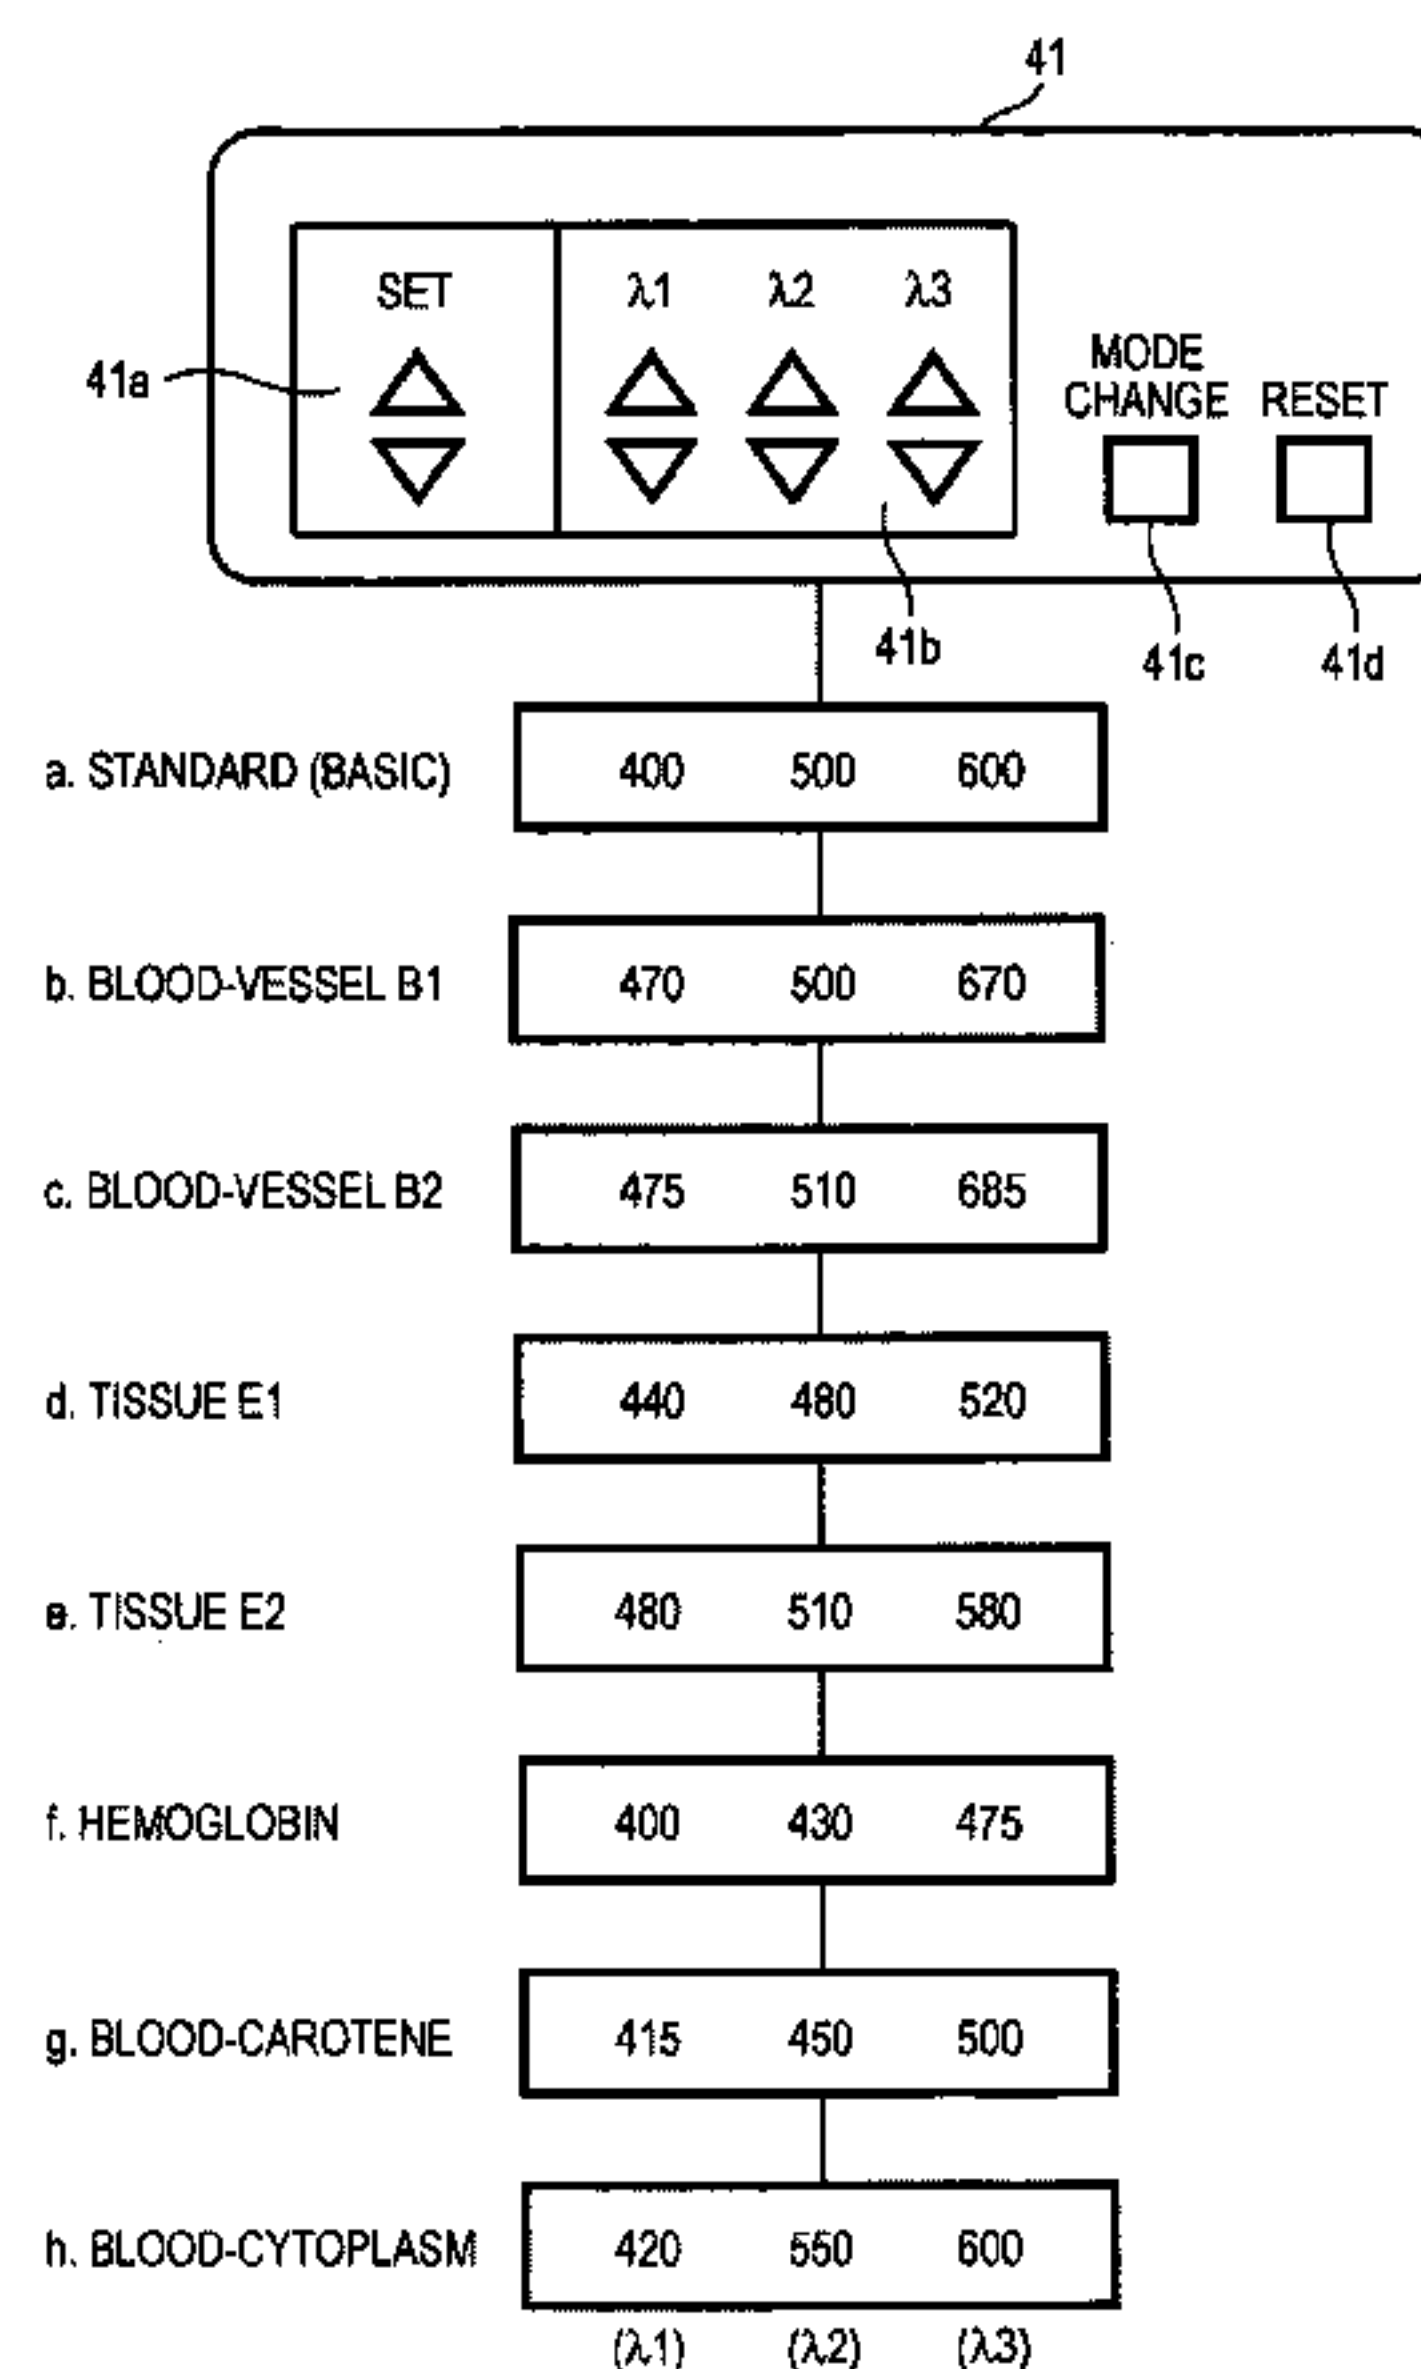 41
SET λ1 λ2 λ3
41a
MODE
CHANGE RESET
41b
41c
41d
a. STANDARD (BASIC) 400 500 600
b. BLOOD-VESSEL B1 470 500 670
c. BLOOD-VESSEL B2 475 510 685
d. TISSUE E1 440 480 520
e. TISSUE E2 480 510 580
f. HEMOGLOBIN 400 430 475
g. BLOOD-CAROTENE 415 450 500
h. BLOOD-CYTOPLASM 420 550 600
(λ1) (λ2) (λ3)